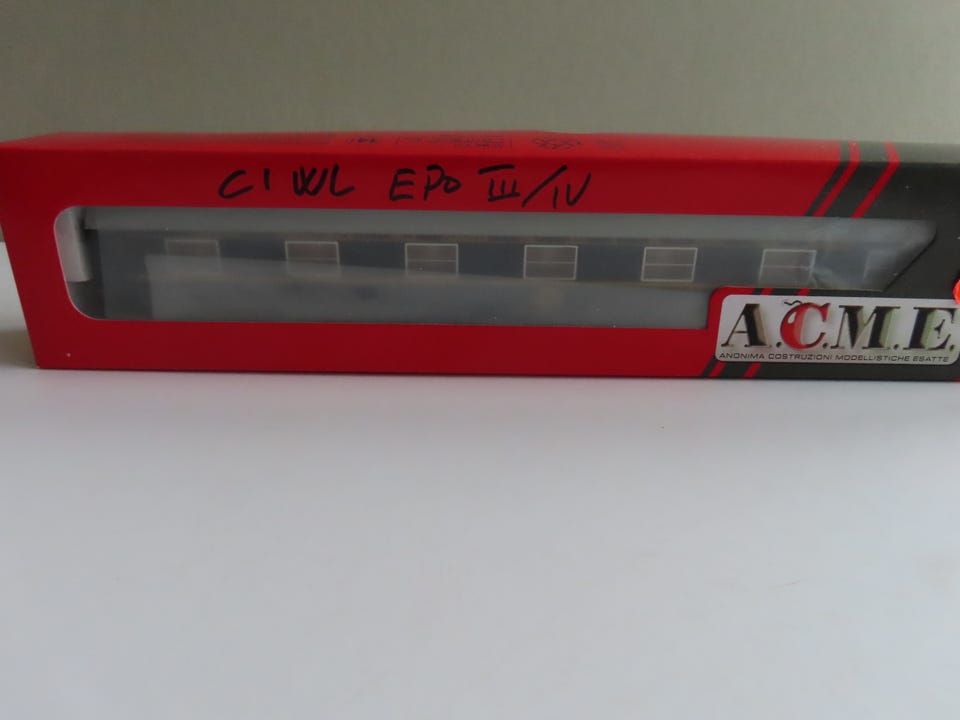 CIWL EPO III/IV
A.C.M.E.
ANONIMA COSTRUZIONI MODELLISTICHE ESATTE